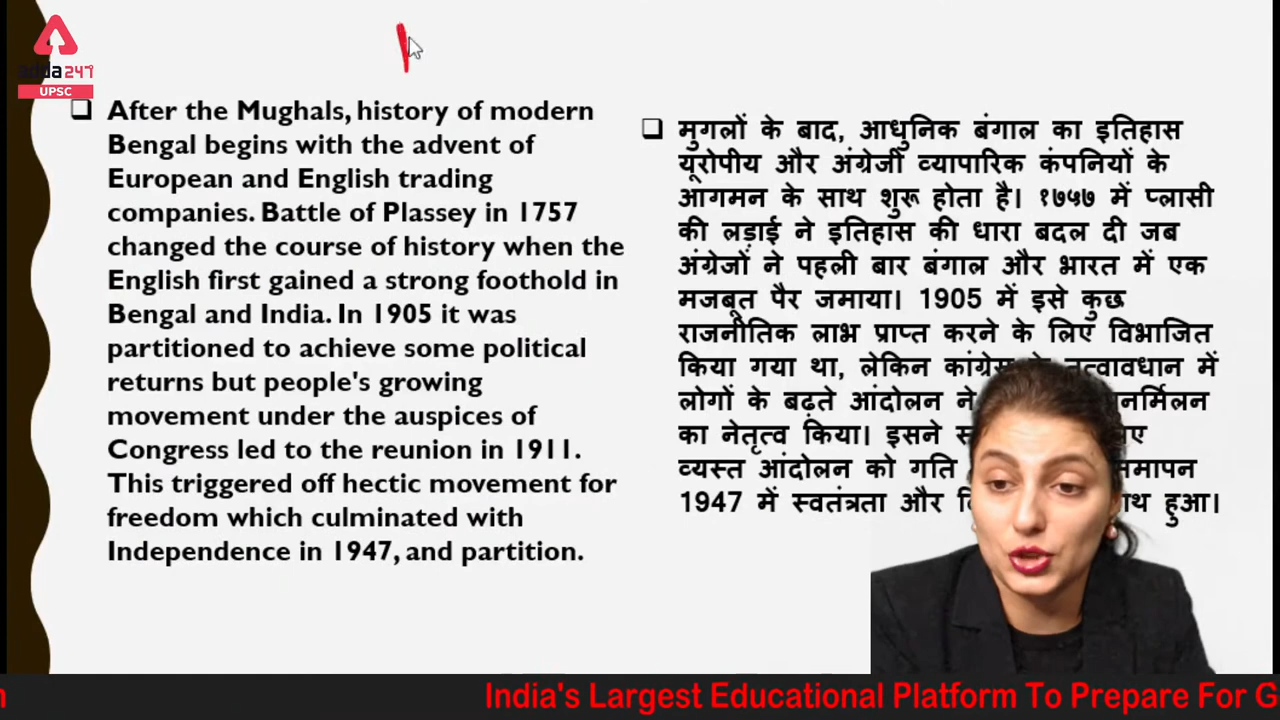 adda247
UPSC
After the Mughals, history of modern
Bengal begins with the advent of
European and English trading
companies. Battle of Plassey in 1757
changed the course of history when the
English first gained a strong foothold in
Bengal and India. In 1905 it was
partitioned to achieve some political
returns but people's growing
movement under the auspices of
Congress led to the reunion in 1911.
This triggered off hectic movement for
freedom which culminated with
Independence in 1947, and partition.
मुगलों के बाद, आधुनिक बंगाल का इतिहास
यूरोपीय और अंग्रेजी व्यापारिक कंपनियों के
आगमन के साथ शुरू होता है। १७५७ में प्लासी
की लड़ाई ने इतिहास की धारा बदल दी जब
अंग्रेजों ने पहली बार बंगाल और भारत में एक
मजबूत पैर जमाया। 1905 में इसे कुछ
राजनीतिक लाभ प्राप्त करने के लिए विभाजित
किया गया था, लेकिन कांग्रेस के तत्वावधान में
लोगों के बढ़ते आंदोलन ने
का नेतृत्व किया। इसने
व्यस्त आंदोलन को गति
1947 में स्वतंत्रता और हुआ।
India's Largest Educational Platform To Prepare For G